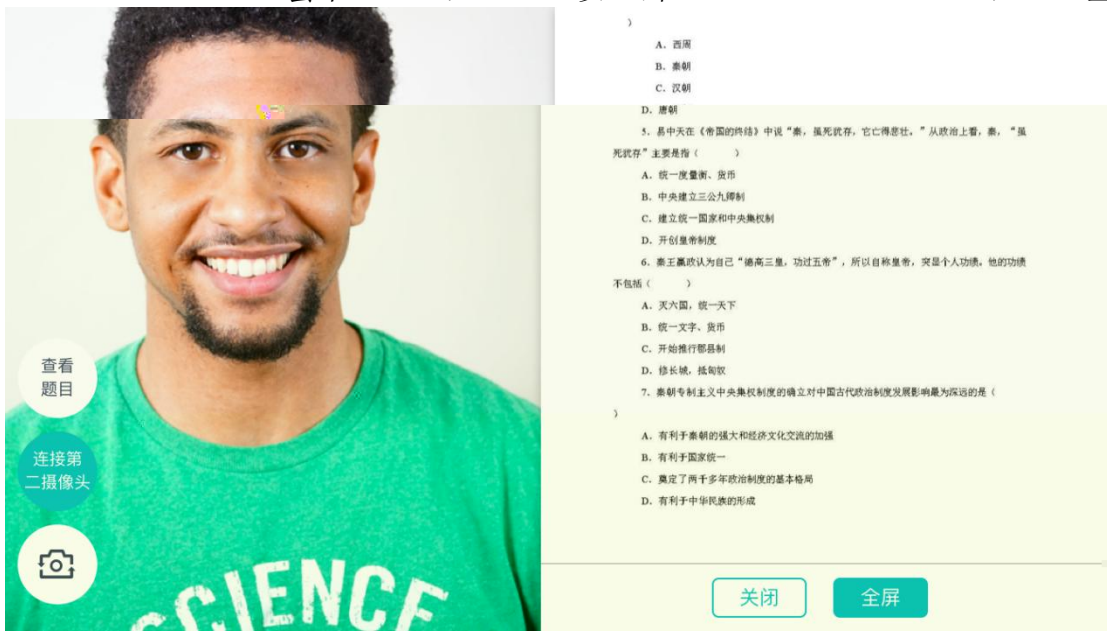 查看
题目
连接第
二摄像头
SCIENCE
）
A．西周
B．秦朝
C．汉朝
D．唐朝
5．易中天在《帝国的终结》中说“秦，虽死犹存，它亡得悲壮。”从政治上看，秦，“虽
死犹存”主要是指（　　）
A．统一度量衡、货币
B．中央建立三公九卿制
C．建立统一国家和中央集权制
D．开创皇帝制度
6．秦王嬴政认为自己“德高三皇，功过五帝”，所以自称皇帝，突显个人功绩，他的功绩
不包括（　　）
A．灭六国，统一天下
B．统一文字、货币
C．开始推行郡县制
D．修长城，抵匈奴
7．秦朝专制主义中央集权制度的确立对中国古代政治制度发展影响最为深远的是（
）
A．有利于秦朝的强大和经济文化交流的加强
B．有利于国家统一
C．奠定了两千多年政治制度的基本格局
D．有利于中华民族的形成
关闭
全屏